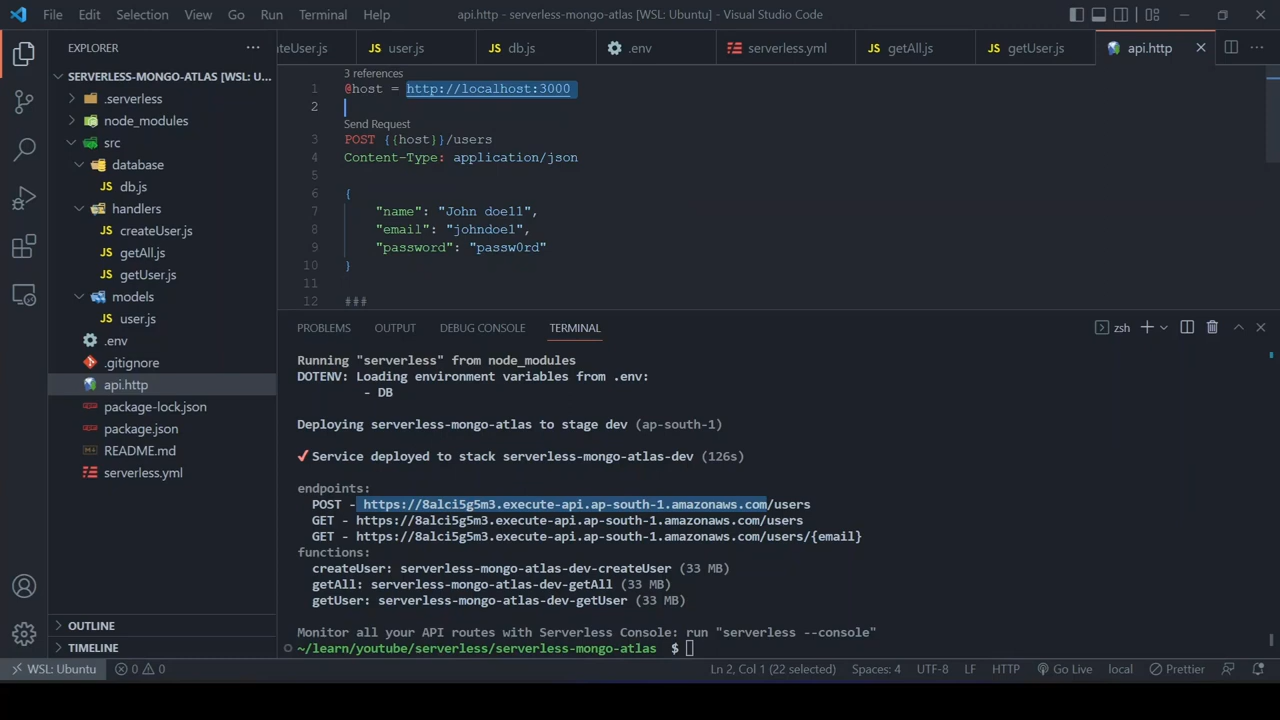 File Edit Selection View Go Run Terminal Help
api.http - serverless-mongo-atlas [WSL: Ubuntu] - Visual Studio Code
EXPLORER
SERVERLESS-MONGO-ATLAS [WSL: U...
.serverless
node_modules
src
database
JS db.js
handlers
JS createUser.js
JS getAll.js
JS getUser.js
models
JS user.js
.env
.gitignore
api.http
package-lock.json
package.json
README.md
serverless.yml
OUTLINE
TIMELINE
ateUser.js JS user.js JS db.js .env serverless.yml JS getAll.js JS getUser.js api.http
3 references
1 @host = http://localhost:3000
2
Send Request
3 POST {{host}}/users
4 Content-Type: application/json
5
6 {
7 "name": "John doe11",
8 "email": "johndoe1",
9 "password": "passw0rd"
10 }
11
12 ###
PROBLEMS OUTPUT DEBUG CONSOLE TERMINAL
zsh
Running "serverless" from node_modules
DOTENV: Loading environment variables from .env:
- DB
Deploying serverless-mongo-atlas to stage dev (ap-south-1)
✔ Service deployed to stack serverless-mongo-atlas-dev (126s)
endpoints:
POST - https://8alci5g5m3.execute-api.ap-south-1.amazonaws.com/users
GET - https://8alci5g5m3.execute-api.ap-south-1.amazonaws.com/users
GET - https://8alci5g5m3.execute-api.ap-south-1.amazonaws.com/users/{email}
functions:
createUser: serverless-mongo-atlas-dev-createUser (33 MB)
getAll: serverless-mongo-atlas-dev-getAll (33 MB)
getUser: serverless-mongo-atlas-dev-getUser (33 MB)
Monitor all your API routes with Serverless Console: run "serverless --console"
~/learn/youtube/serverless/serverless-mongo-atlas $
WSL: Ubuntu 0 0 Ln 2, Col 1 (22 selected) Spaces: 4 UTF-8 LF HTTP Go Live local Prettier